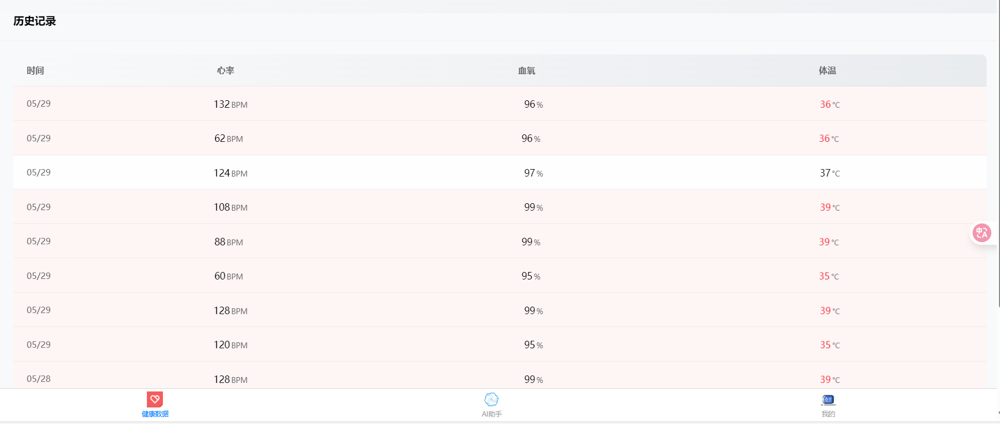 历史记录
时间 心率 血氧 体温
05/29 132 BPM 96 % 36 °C
05/29 62 BPM 96 % 36 °C
05/29 124 BPM 97 % 37 °C
05/29 108 BPM 99 % 39 °C
05/29 88 BPM 99 % 39 °C
05/29 60 BPM 95 % 35 °C
05/29 128 BPM 99 % 39 °C
05/29 120 BPM 95 % 35 °C
05/28 128 BPM 99 % 39 °C
中 A
健康数据 AI助手 我的